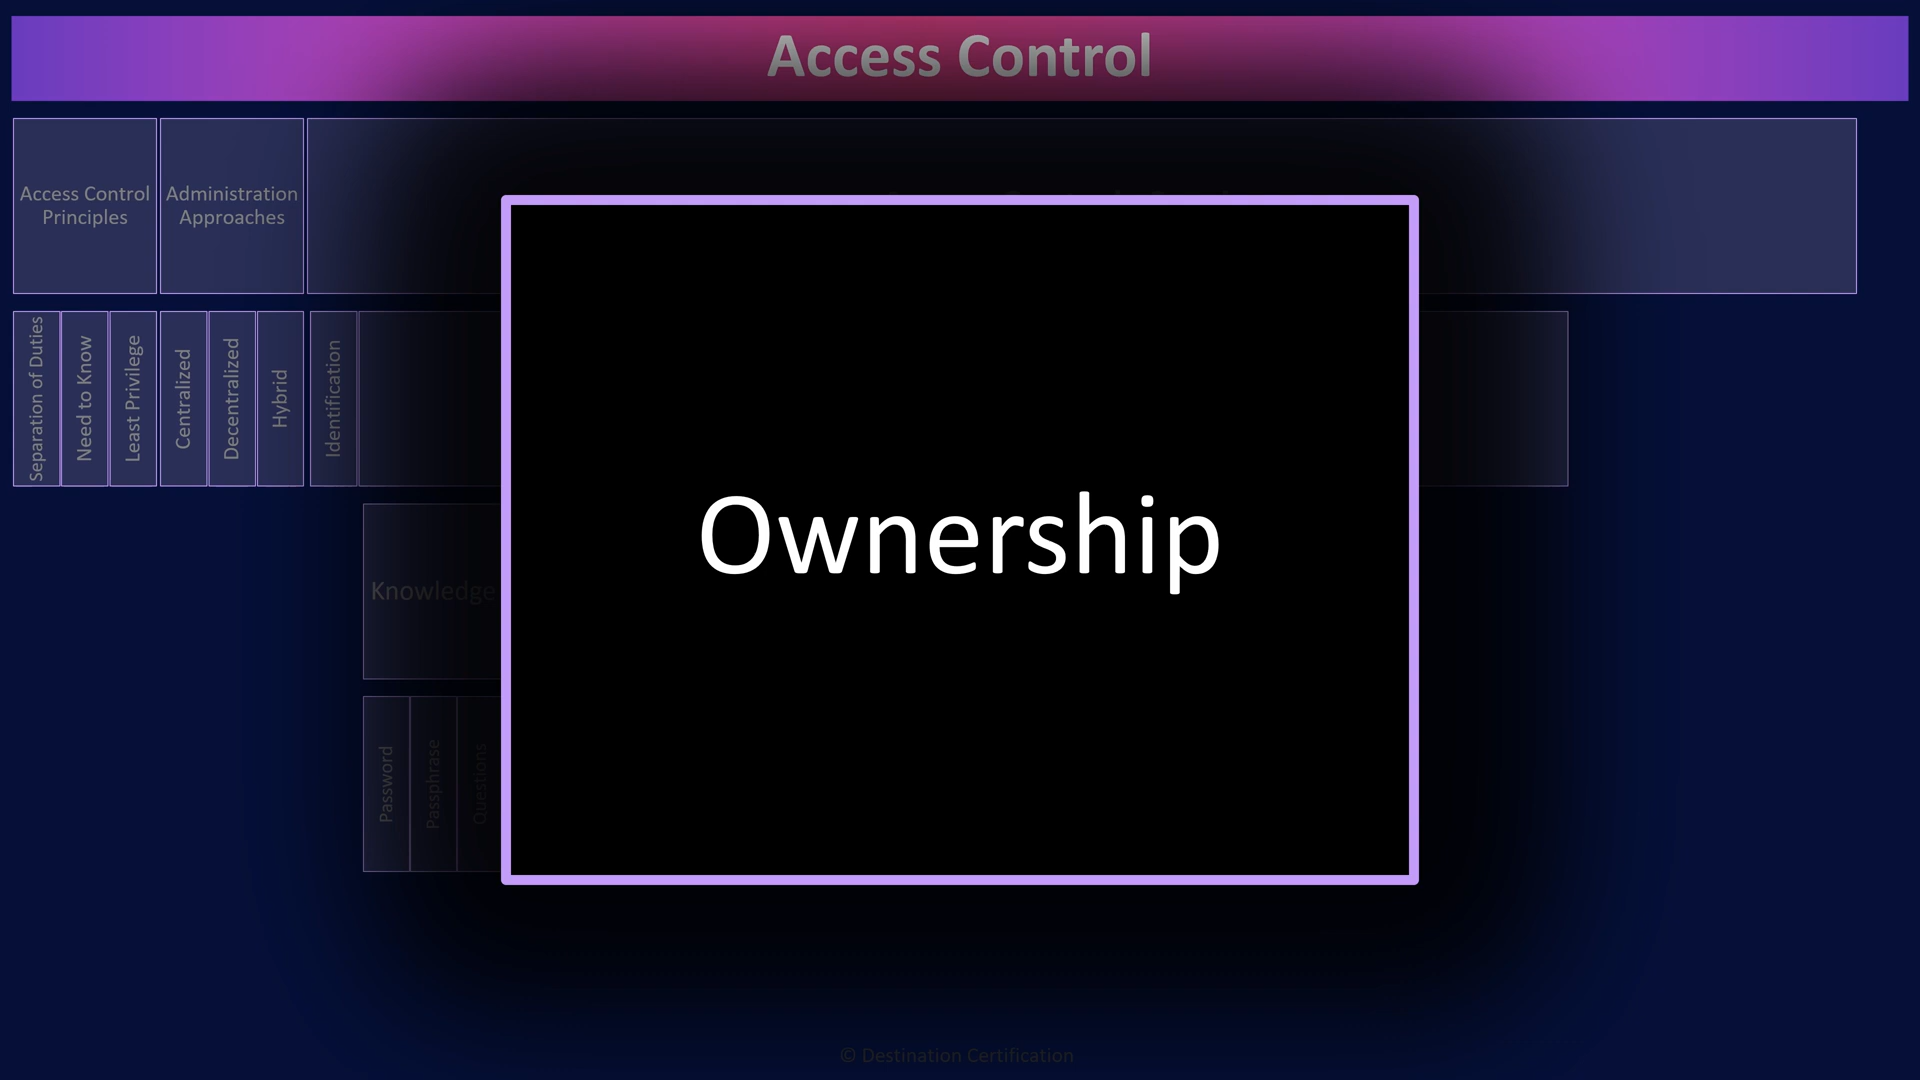 Access Control
Access Control
Principles
Administration
Approaches
Separation of Duties
Need to Know
Least Privilege
Centralized
Decentralized
Hybrid
Identification
Ownership
Knowledge
Password
Passphrase
Questions
© Destination Certification